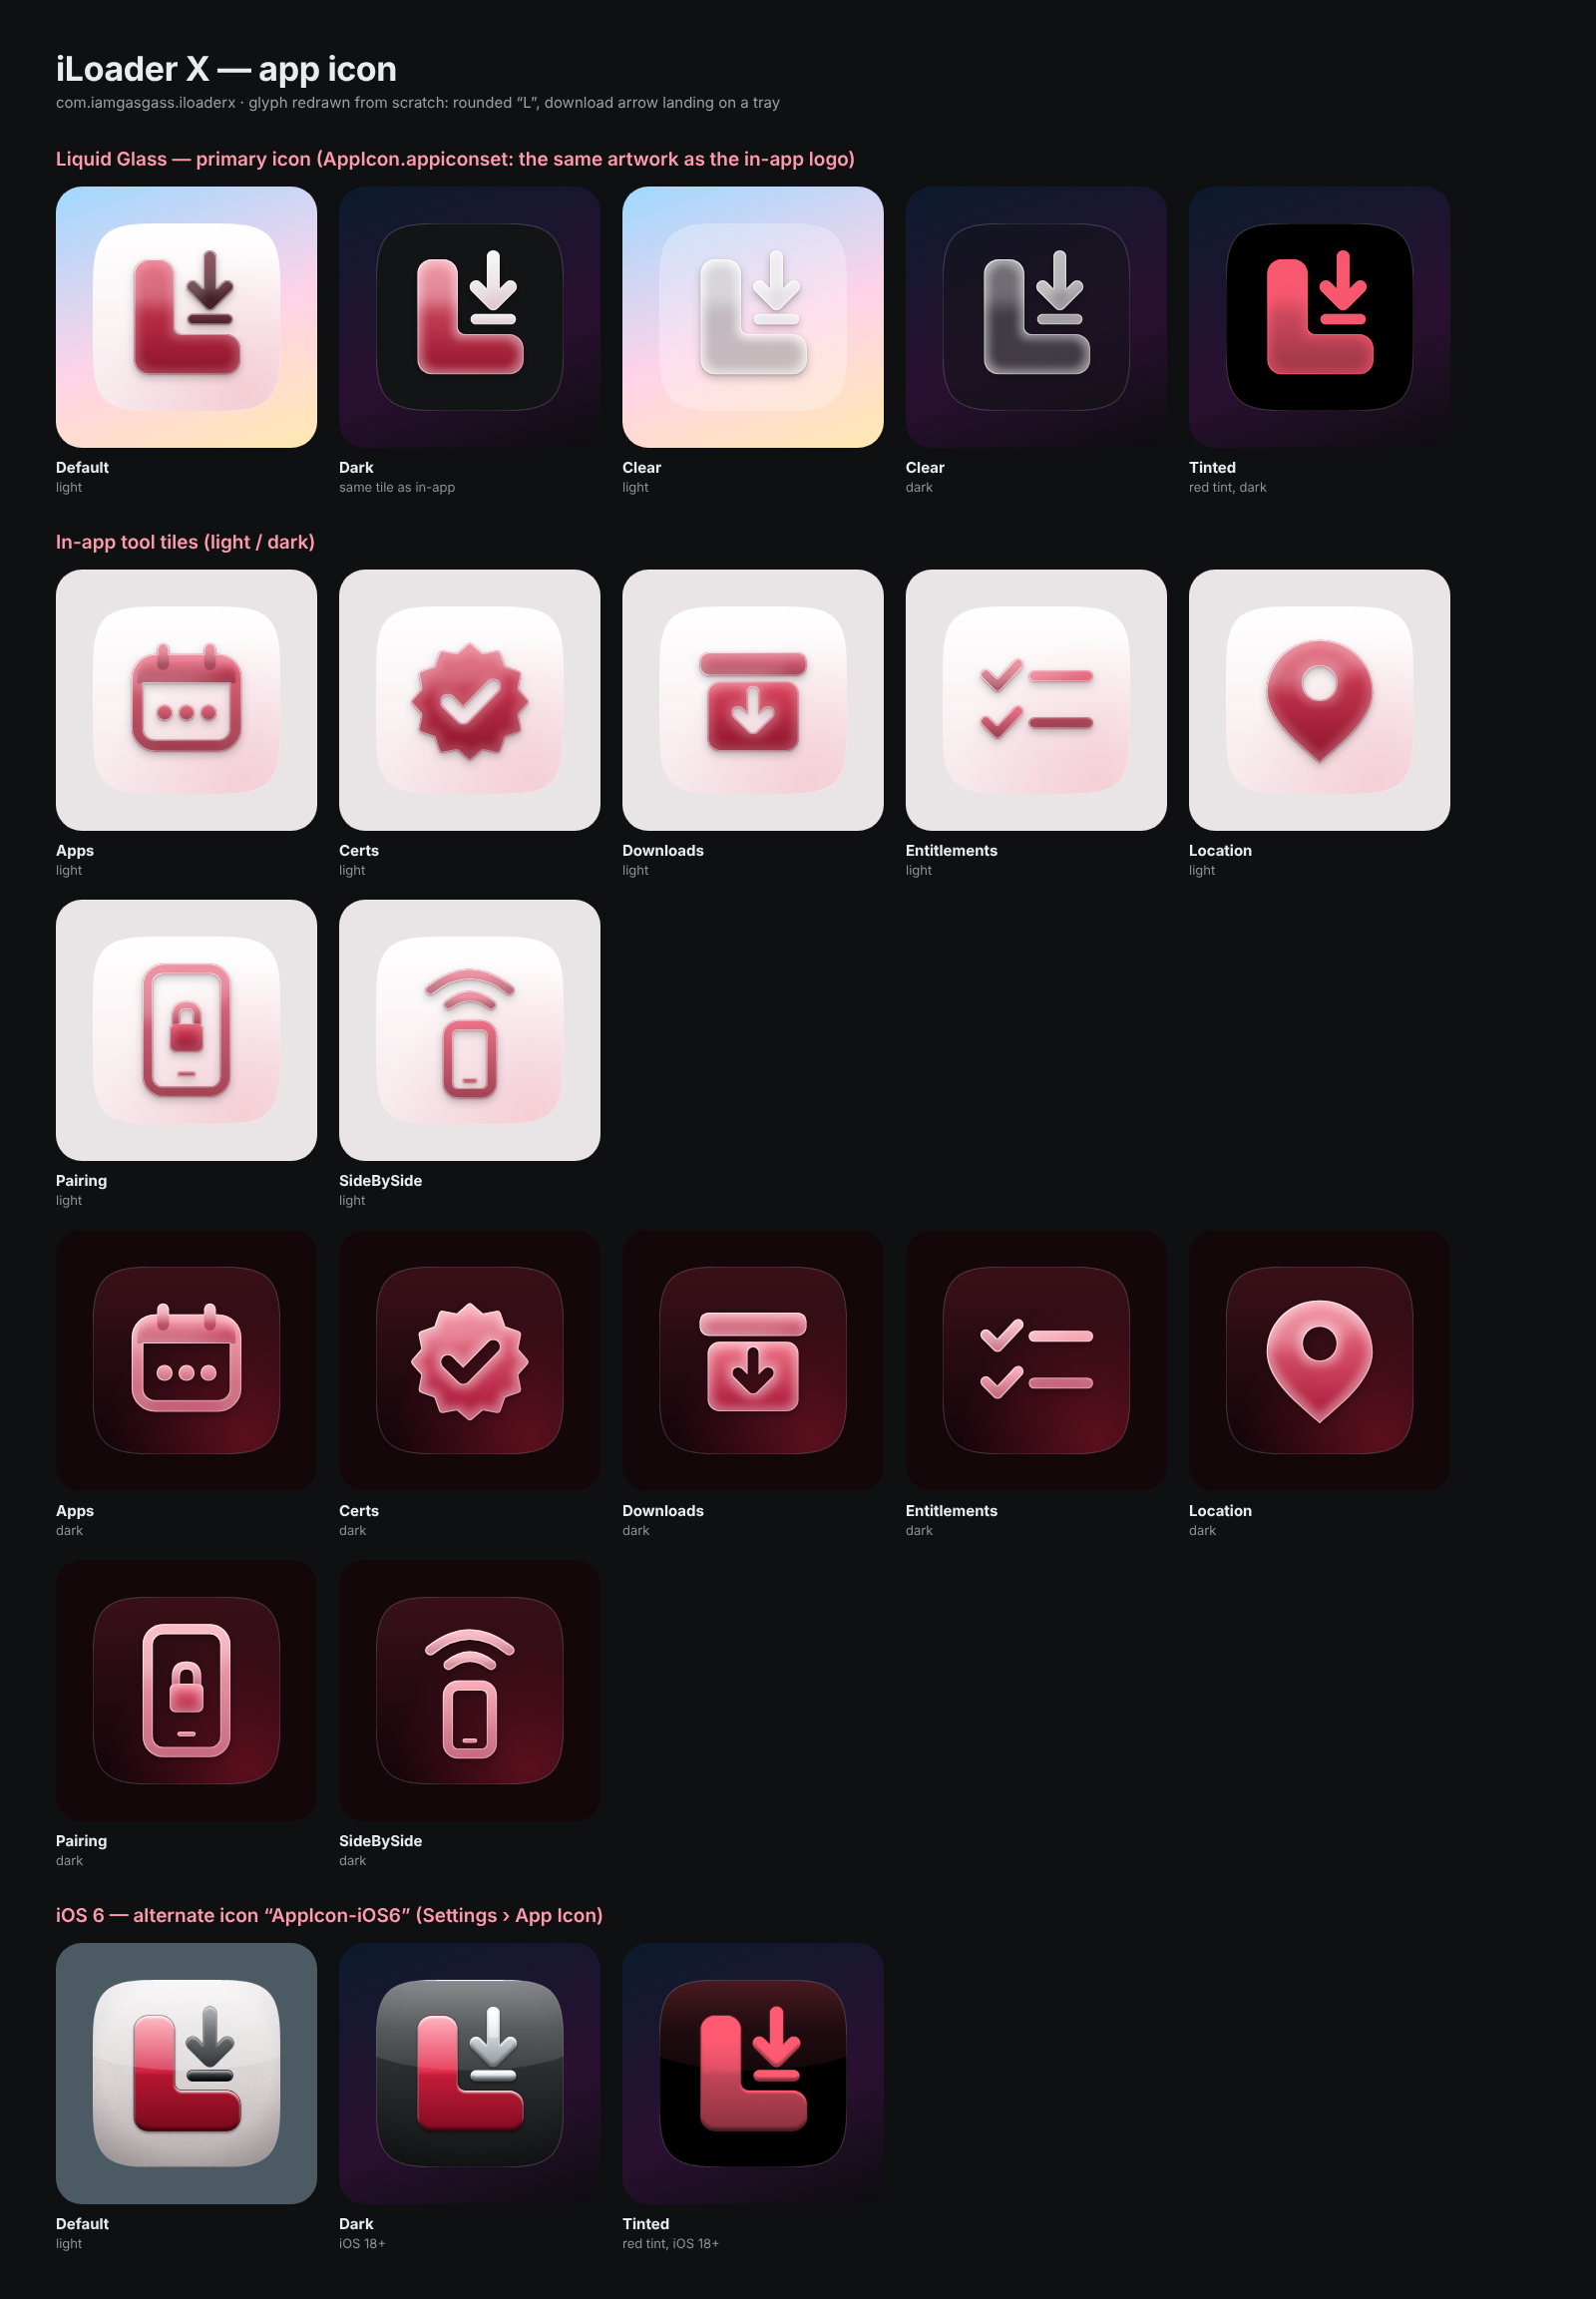 iLoader X — app icon
com.iamgasgass.iloaderx · glyph redrawn from scratch: rounded “L”, download arrow landing on a tray
Liquid Glass — primary icon (AppIcon.appiconset: the same artwork as the in-app logo)
Default
light
Dark
same tile as in-app
Clear
light
Clear
dark
Tinted
red tint, dark
In-app tool tiles (light / dark)
Apps
light
Certs
light
Downloads
light
Entitlements
light
Location
light
Pairing
light
SideBySide
light
Apps
dark
Certs
dark
Downloads
dark
Entitlements
dark
Location
dark
Pairing
dark
SideBySide
dark
iOS 6 — alternate icon “AppIcon-iOS6” (Settings › App Icon)
Default
light
Dark
iOS 18+
Tinted
red tint, iOS 18+